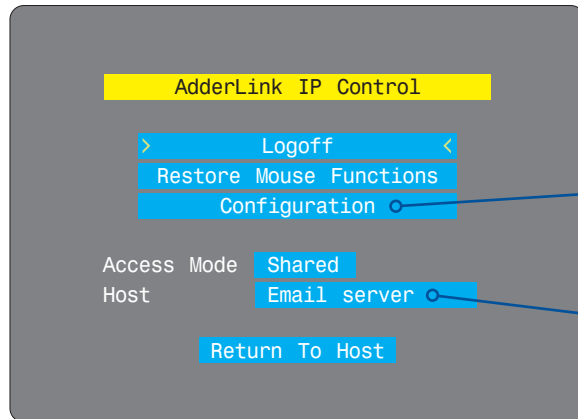 AdderLink IP Control
> Logoff <
Restore Mouse Functions
Configuration
Access Mode Shared
Host Email server
Return To Host